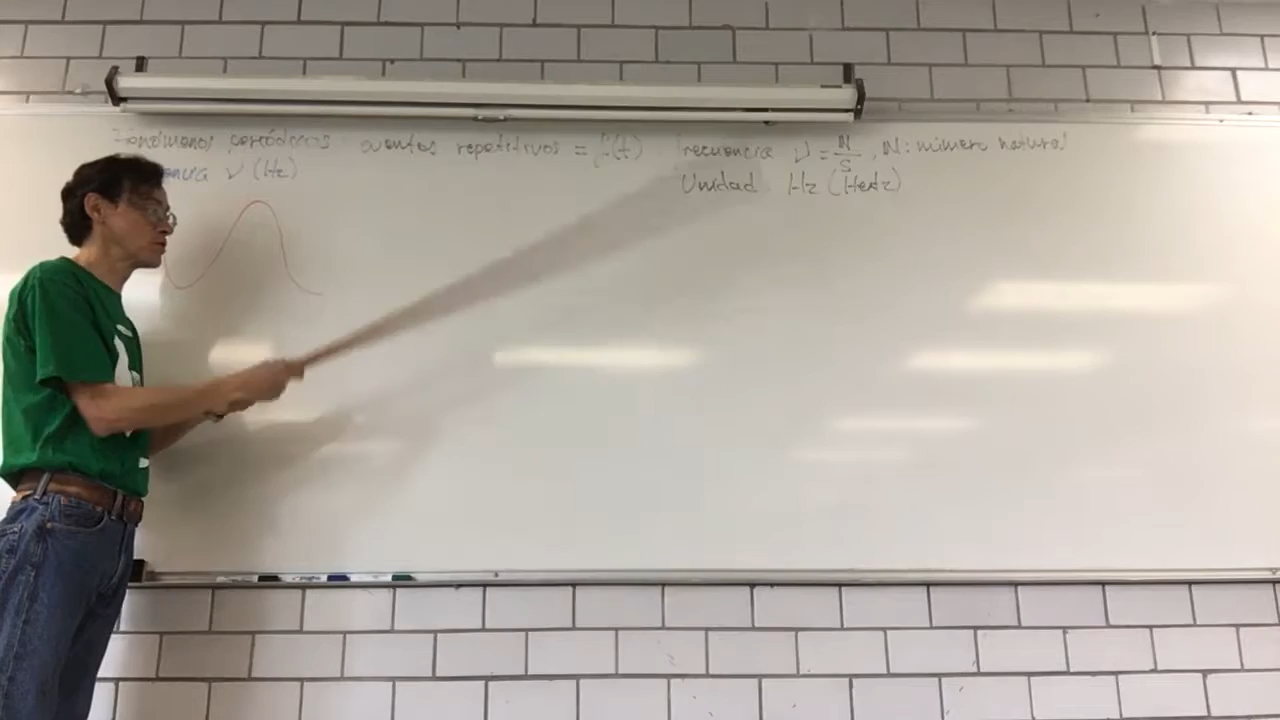 Fenómenos periódicos: eventos repetitivos = f(t)
ν (Hz)
Frecuencia ν = N/S, N: número natural
Unidad Hz (Hertz)